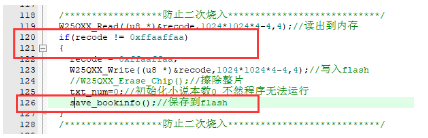 118 /*****************防止二次烧入***************************/
119 W25QXX_Read((u8 *)&recode,1024*1024*4-4,4);//读出到内存
120 if(recode != 0xffaaffaa)
121 {
122 recode = 0xffaaffaa;
123 W25QXX_Write((u8 *)&recode,1024*1024*4-4,4);//写入flash
124 //W25QXX_Erase_Chip();//擦除整片
125 txt_num=0;//初始化小说本数0 不然程序无法运行
126 save_bookinfo();//保存到flash
127 }
128 /*****************防止二次烧入***************************/